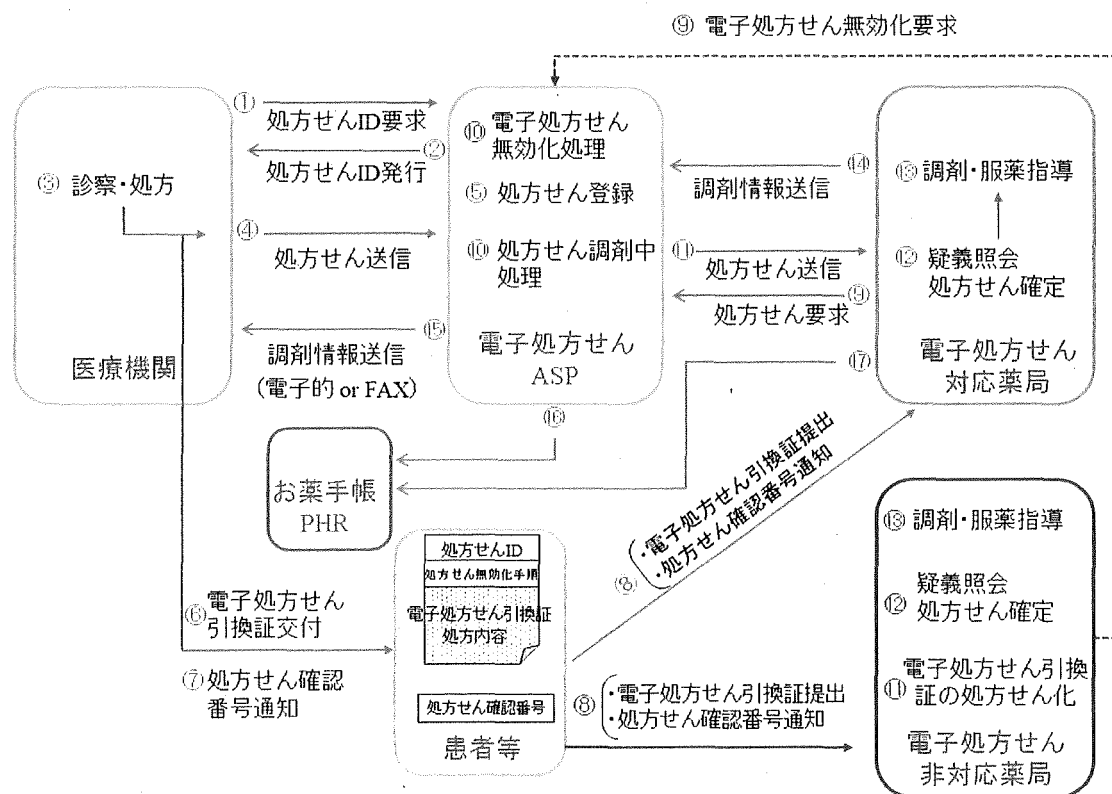 ⑨ 電子処方せん無効化要求
① 処方せんID要求
② 処方せんID発行
③ 診察・処方
④ 処方せん送信
⑮ 調剤情報送信
(電子的 or FAX)
医療機関
⑩ 電子処方せん
無効化処理
⑤ 処方せん登録
⑩ 処方せん調剤中
処理
電子処方せん
ASP
⑭ 調剤情報送信
⑪ 処方せん送信
⑨ 処方せん要求
⑰
⑬ 調剤・服薬指導
⑫ 疑義照会
処方せん確定
電子処方せん
対応薬局
⑯
お薬手帳
PHR
⑧ ・電子処方せん引換証提出
・処方せん確認番号通知
⑥ 電子処方せん
引換証交付
⑦ 処方せん確認
番号通知
処方せんID
処方せん無効化手順
電子処方せん引換証
処方内容
処方せん確認番号
患者等
⑧ ・電子処方せん引換証提出
・処方せん確認番号通知
⑬ 調剤・服薬指導
⑫ 疑義照会
処方せん確定
⑪ 電子処方せん引換
証の処方せん化
電子処方せん
非対応薬局